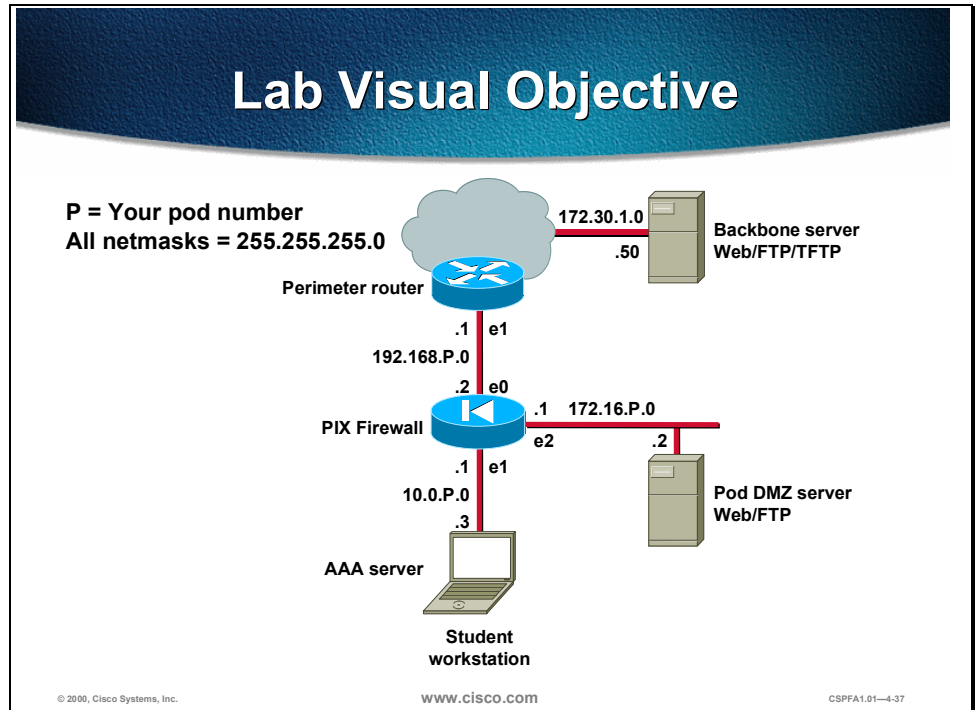 Lab Visual Objective
P = Your pod number
All netmasks = 255.255.255.0
172.30.1.0
.50
Backbone server
Web/FTP/TFTP
Perimeter router
.1 e1
192.168.P.0
.2 e0
PIX Firewall
.1 172.16.P.0
e2 .2
.1 e1
10.0.P.0
.3
Pod DMZ server
Web/FTP
AAA server
Student
workstation
© 2000, Cisco Systems, Inc. www.cisco.com CSPFA1.01—4-37